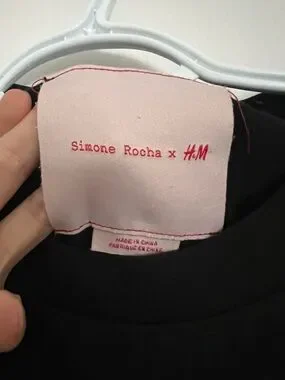 Simone Rocha x H&M
MADE IN CHINA
FABRIQUÉ EN CHINE